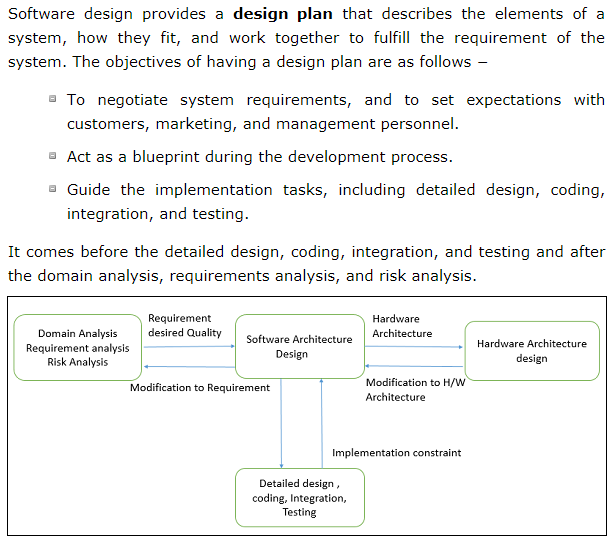 Software design provides a design plan that describes the elements of a
system, how they fit, and work together to fulfill the requirement of the
system. The objectives of having a design plan are as follows −
To negotiate system requirements, and to set expectations with
customers, marketing, and management personnel.
Act as a blueprint during the development process.
Guide the implementation tasks, including detailed design, coding,
integration, and testing.
It comes before the detailed design, coding, integration, and testing and after
the domain analysis, requirements analysis, and risk analysis.
Domain Analysis
Requirement analysis
Risk Analysis
Requirement
desired Quality
Modification to Requirement
Software Architecture
Design
Hardware
Architecture
Modification to H/W
Architecture
Hardware Architecture
design
Implementation constraint
Detailed design ,
coding, Integration,
Testing